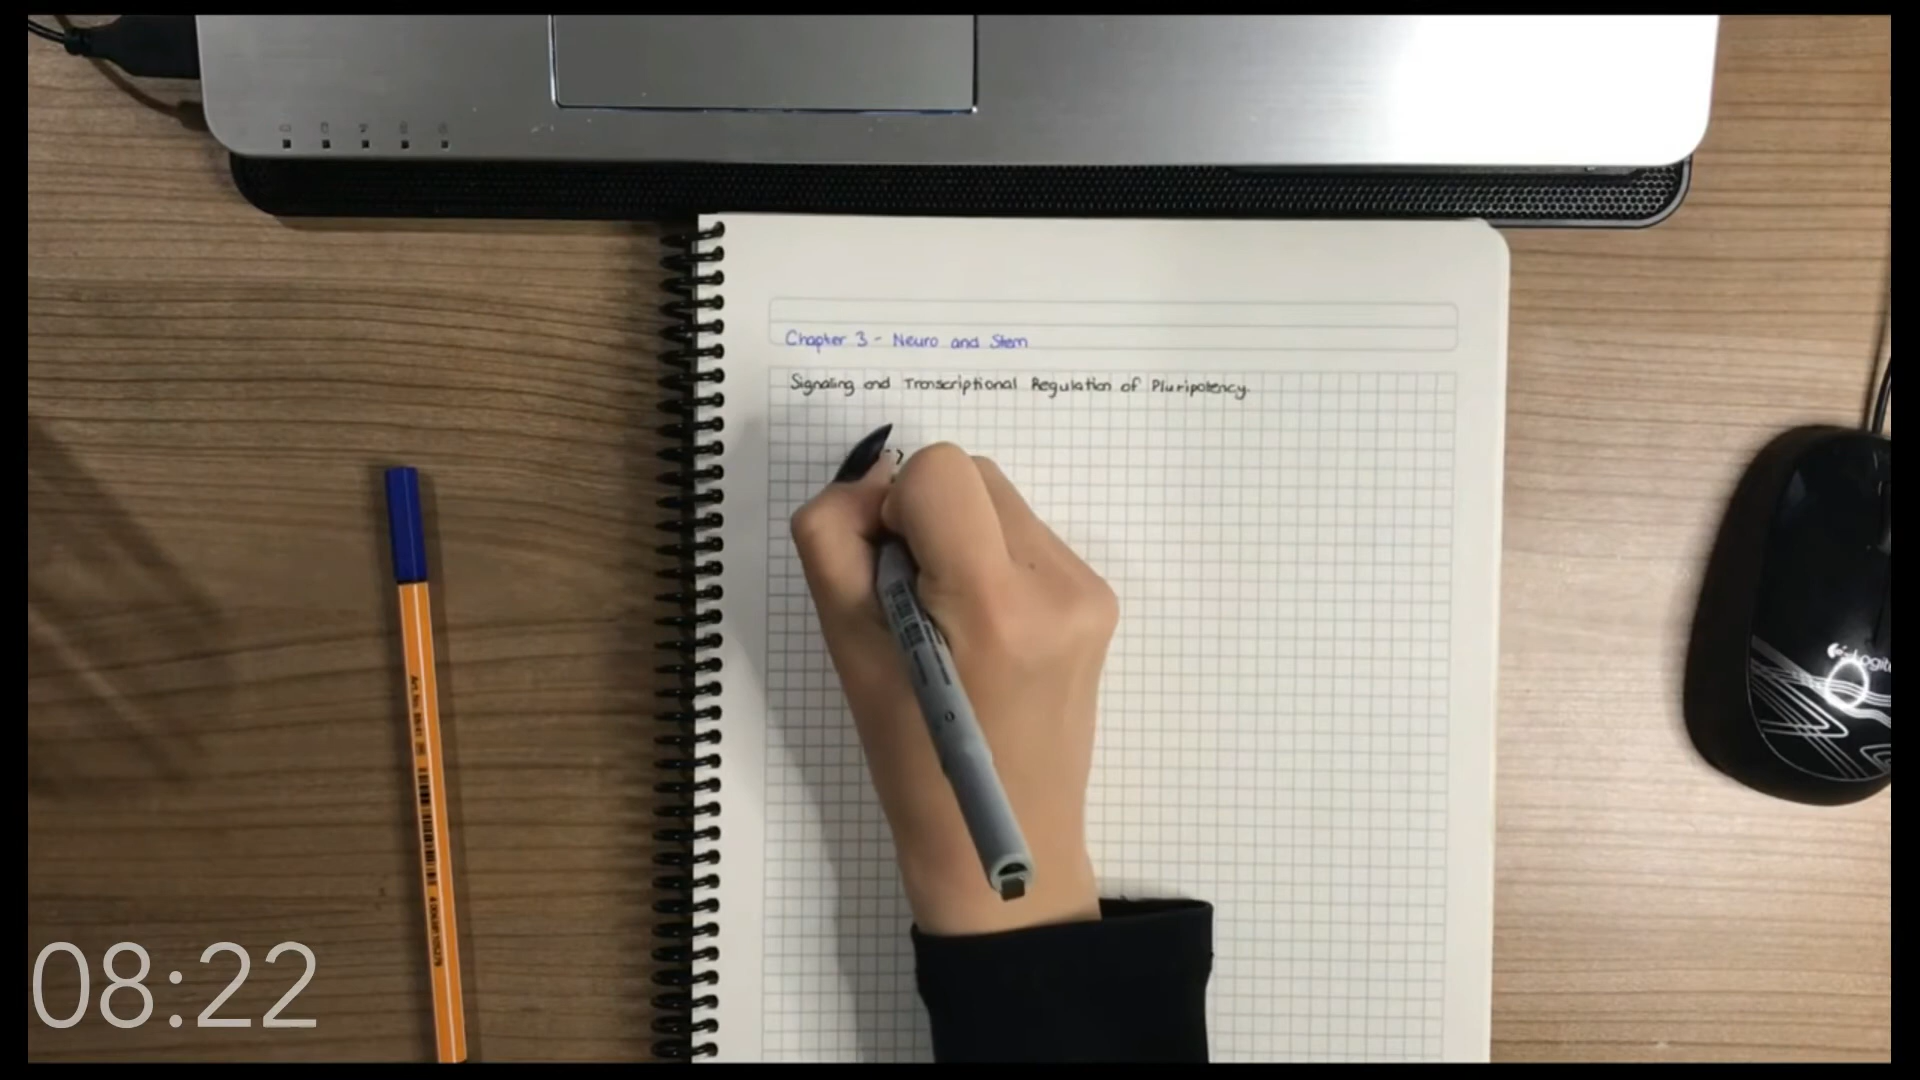 Chapter 3 - Neuro and Stem
Signaling and Transcriptional Regulation of Pluripotency.
08:22